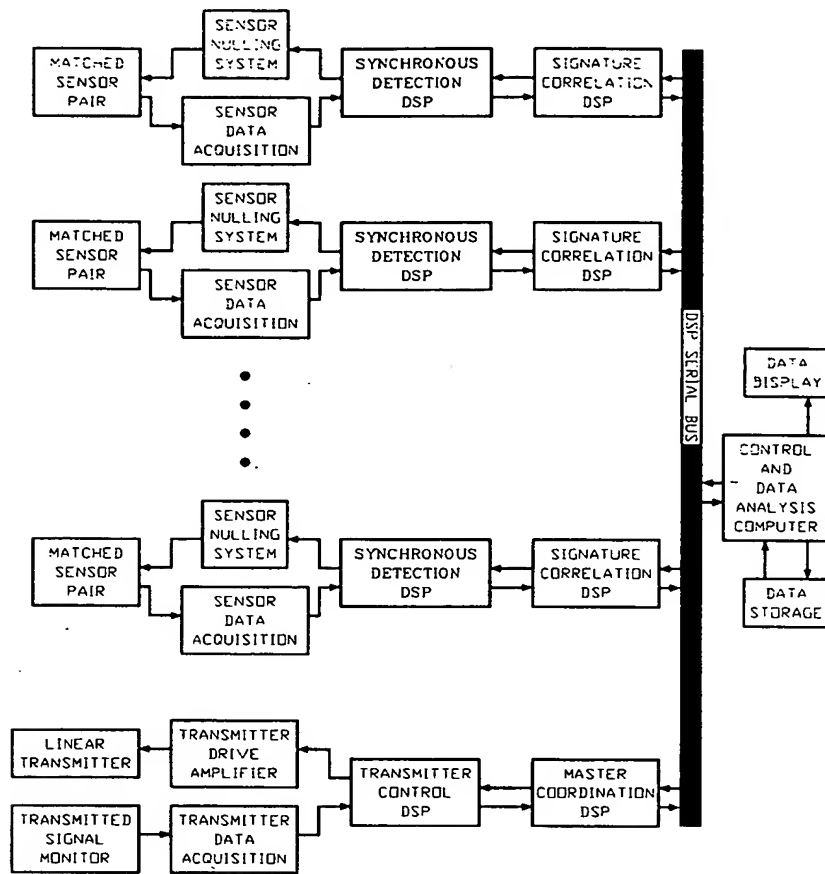 SENSOR
NULLING
SYSTEM
MATCHED
SENSOR
PAIR
SENSOR
DATA
ACQUISITION
SYNCHRONOUS
DETECTION
DSP
SIGNATURE
CORRELATION
DSP
SENSOR
NULLING
SYSTEM
MATCHED
SENSOR
PAIR
SENSOR
DATA
ACQUISITION
SYNCHRONOUS
DETECTION
DSP
SIGNATURE
CORRELATION
DSP
SENSOR
NULLING
SYSTEM
MATCHED
SENSOR
PAIR
SENSOR
DATA
ACQUISITION
SYNCHRONOUS
DETECTION
DSP
SIGNATURE
CORRELATION
DSP
LINEAR
TRANSMITTER
TRANSMITTER
DRIVE
AMPLIFIER
TRANSMITTED
SIGNAL
MONITOR
TRANSMITTER
DATA
ACQUISITION
TRANSMITTER
CONTROL
DSP
MASTER
COORDINATION
DSP
DSP SERIAL BUS
DATA
DISPLAY
CONTROL
AND
DATA
ANALYSIS
COMPUTER
DATA
STORAGE